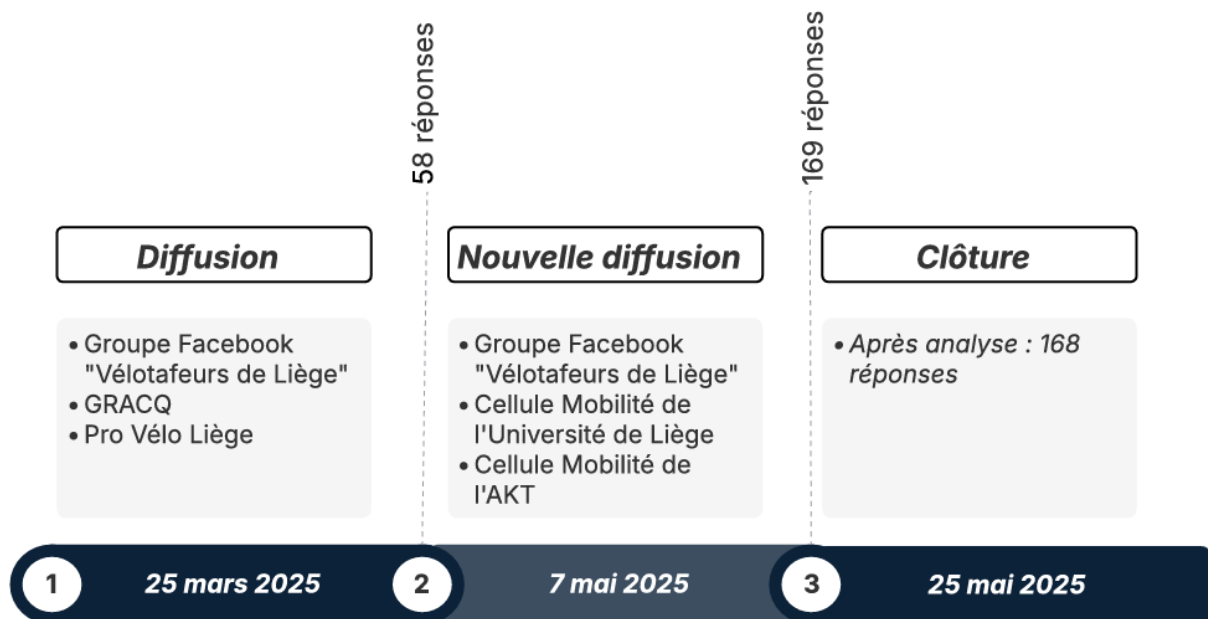 58 réponses
169 réponses
Diffusion
• Groupe Facebook
"Vélotafeurs de Liège"
• GRACQ
• Pro Vélo Liège
Nouvelle diffusion
• Groupe Facebook
"Vélotafeurs de Liège"
• Cellule Mobilité de
l'Université de Liège
• Cellule Mobilité de
l'AKT
Clôture
• Après analyse : 168
réponses
1
25 mars 2025
2
7 mai 2025
3
25 mai 2025